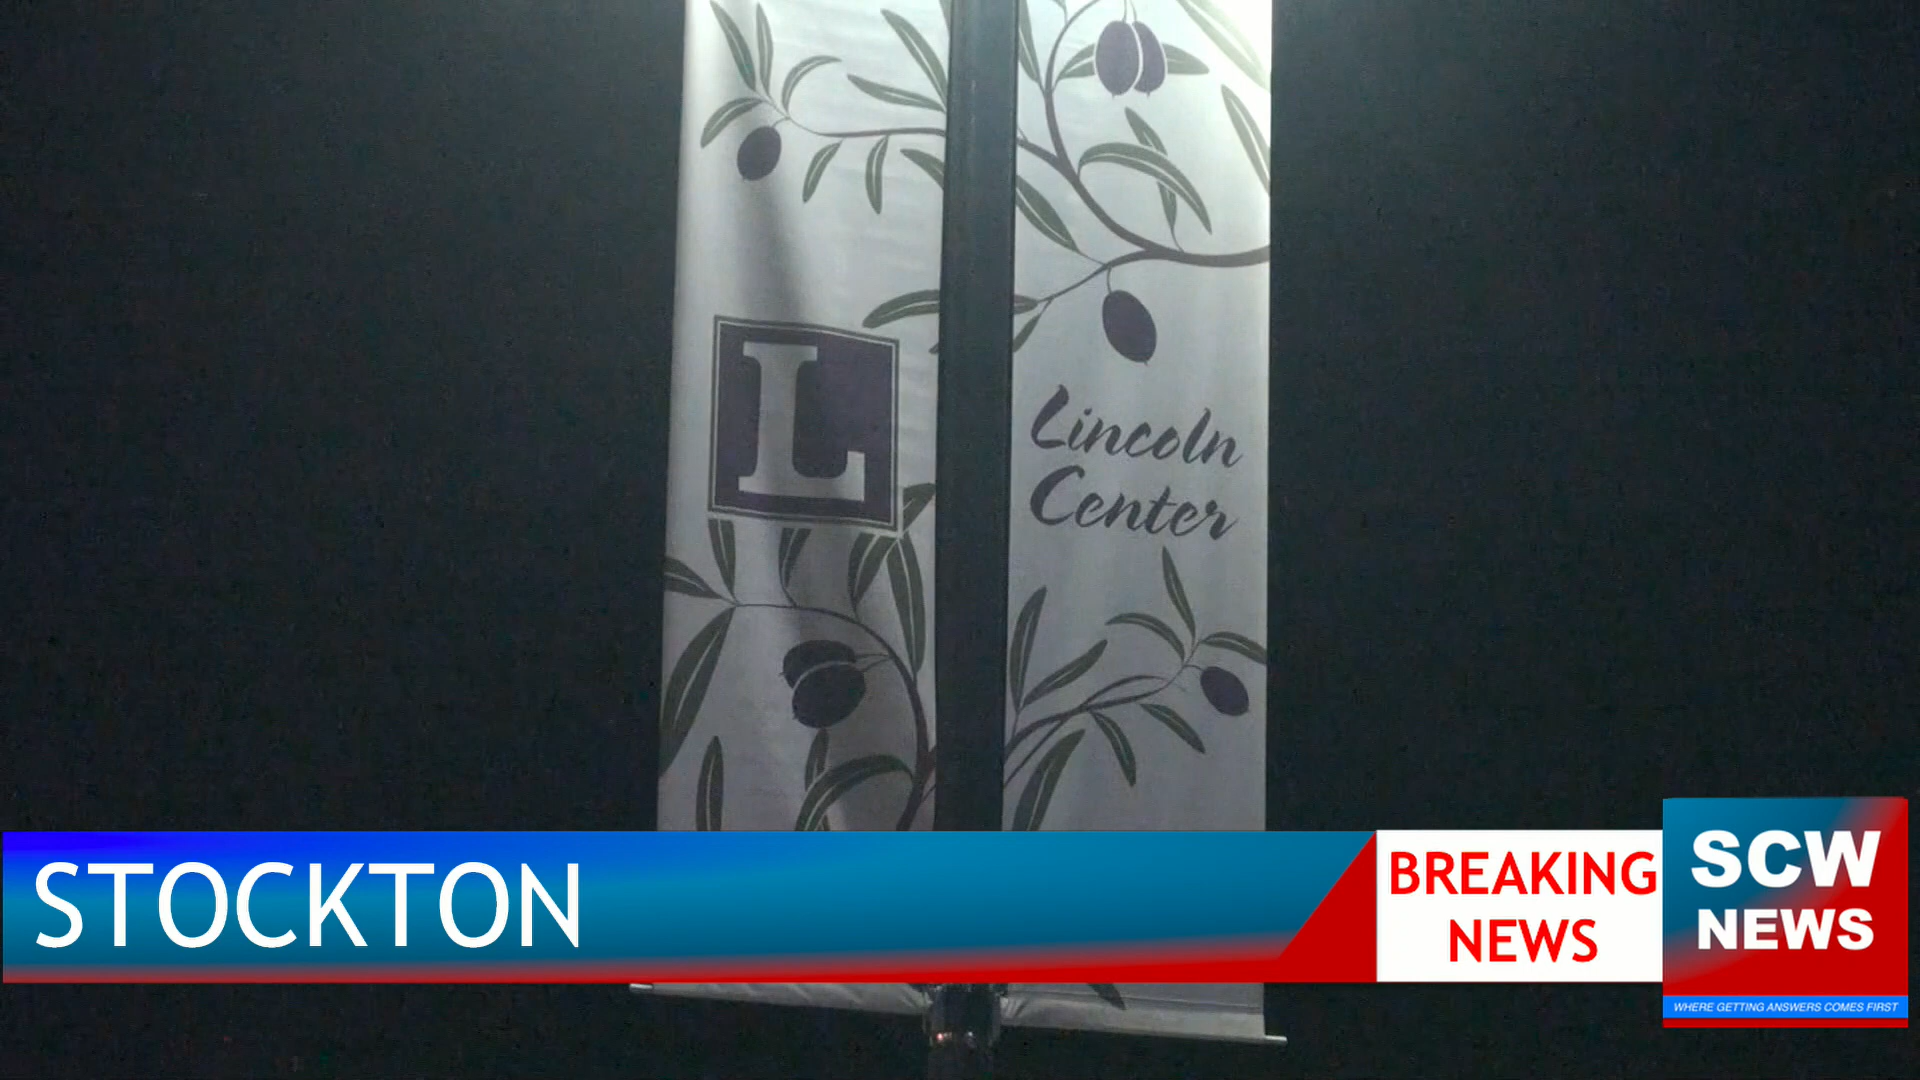 L
Lincoln
Center
STOCKTON
BREAKING
NEWS
SCW
NEWS
WHERE GETTING ANSWERS COMES FIRST